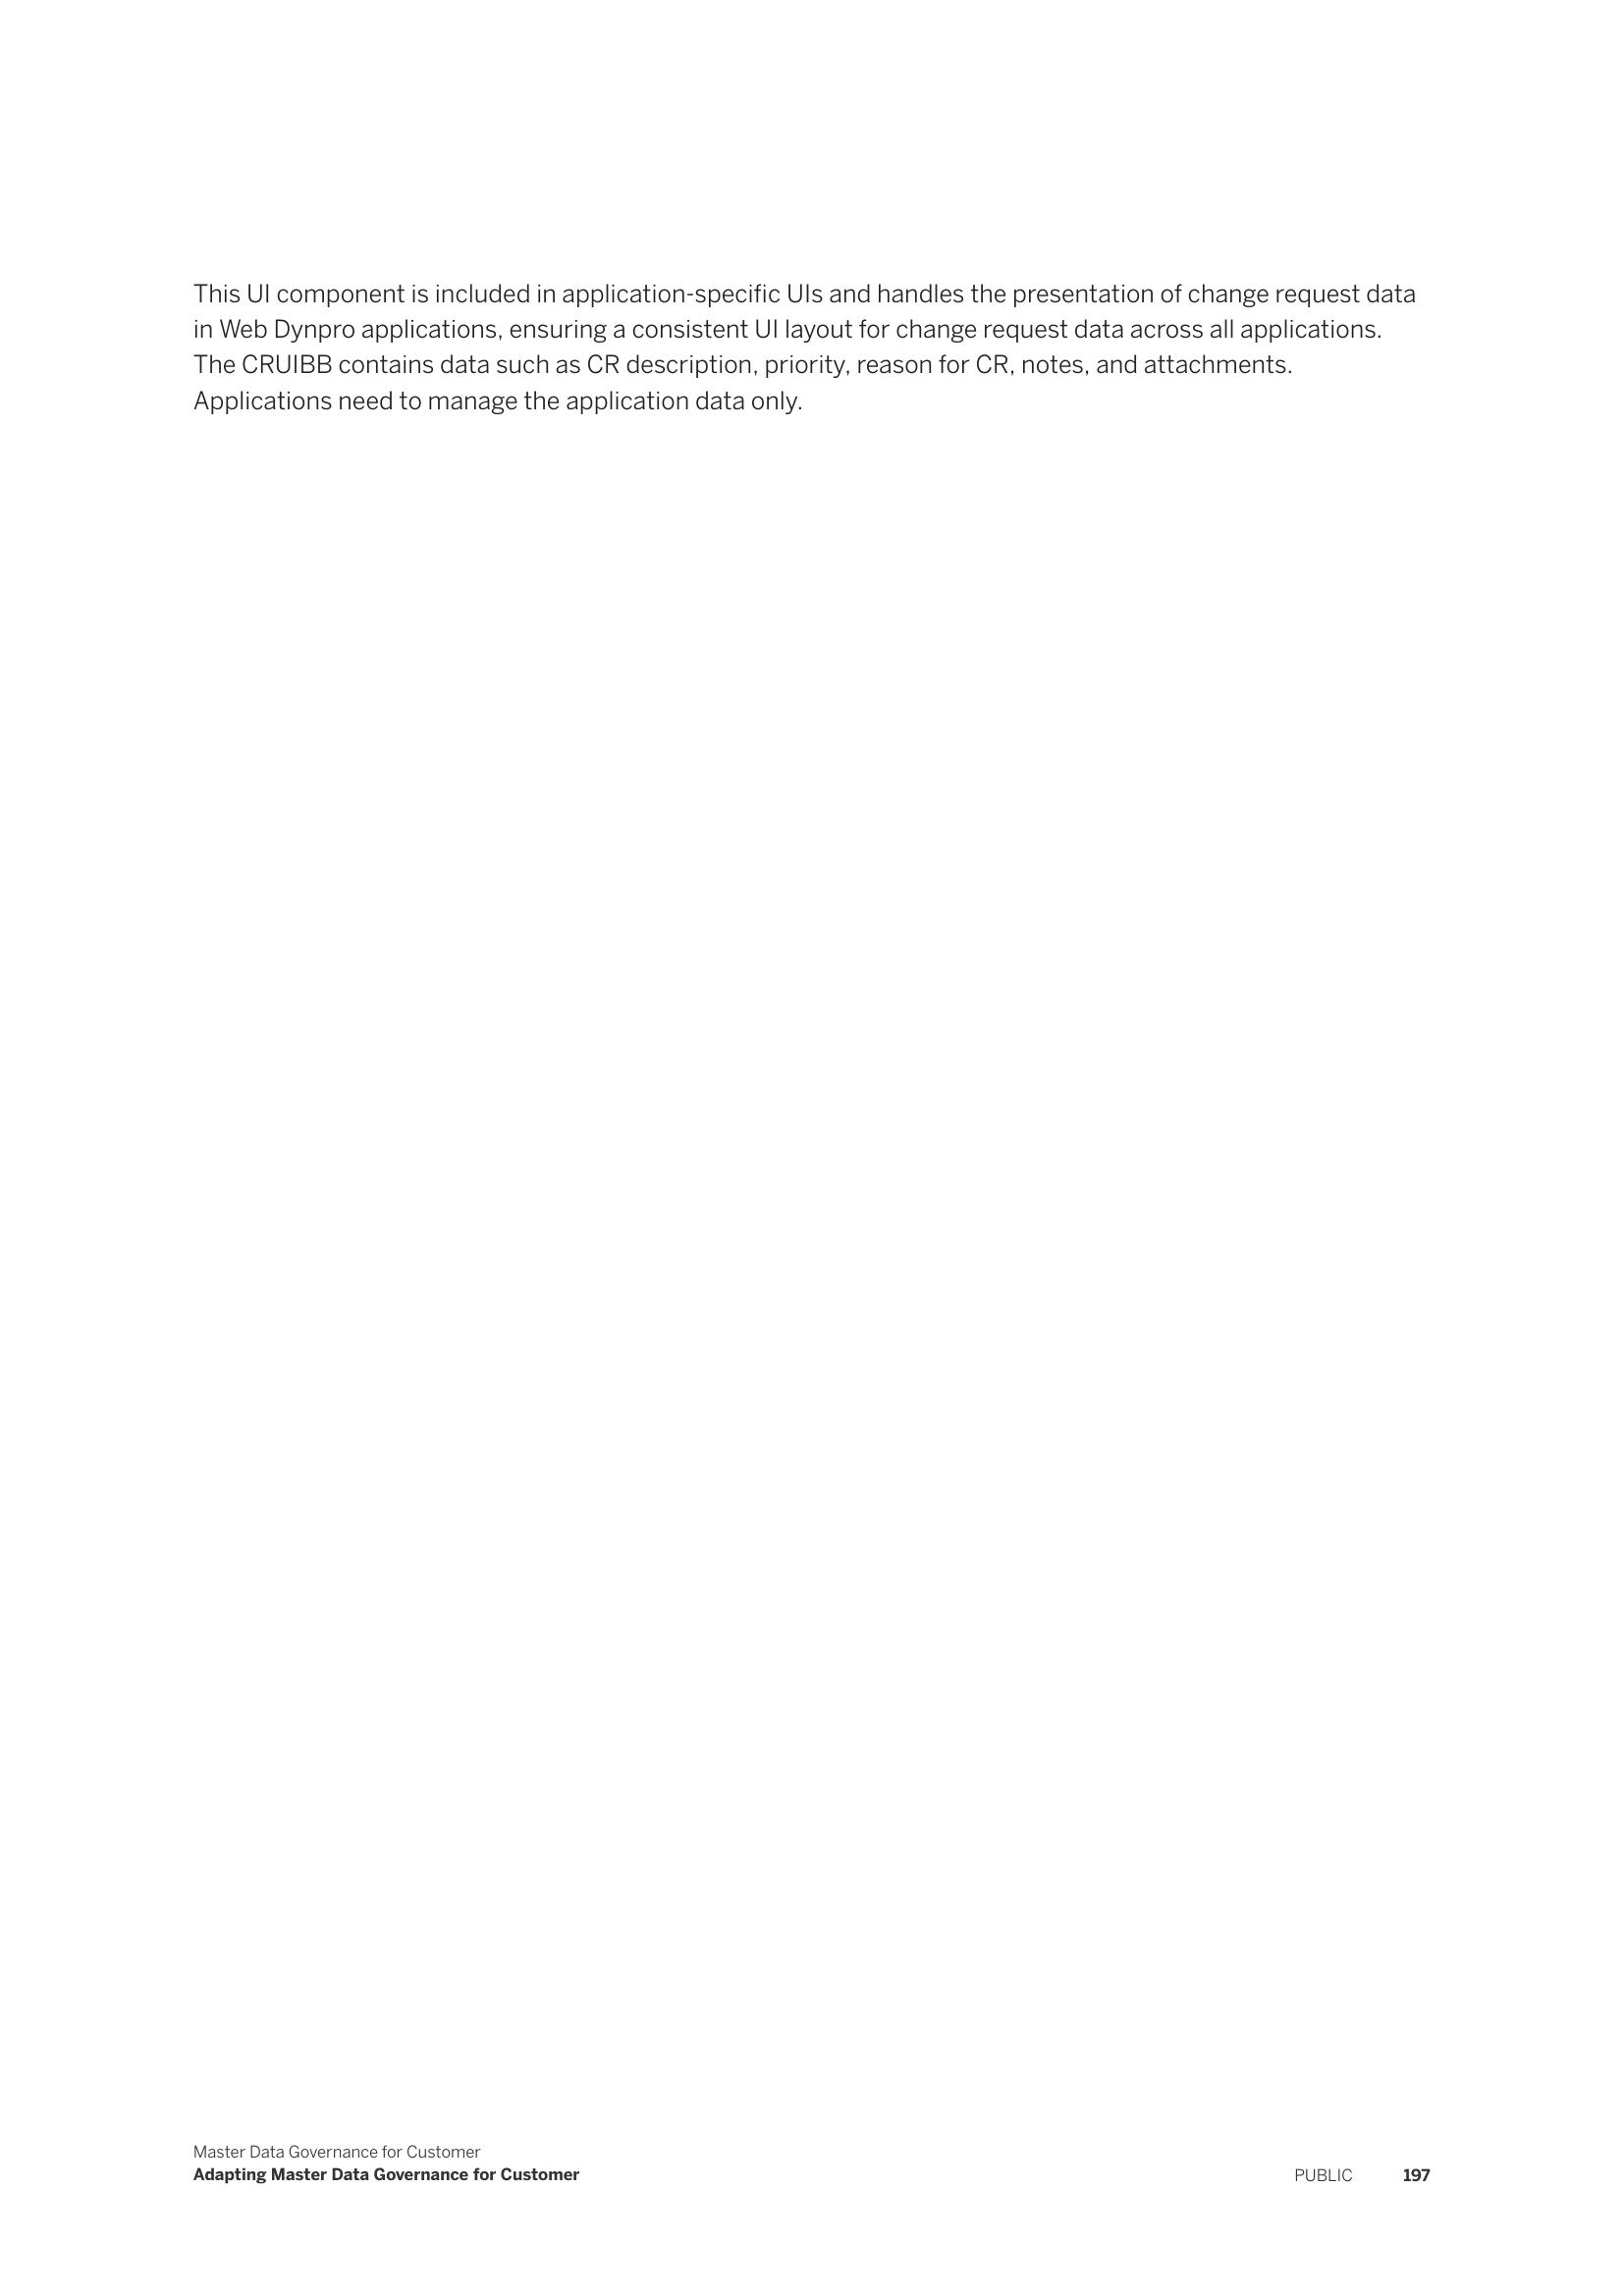 This UI component is included in application-specific UIs and handles the presentation of change request data
in Web Dynpro applications, ensuring a consistent UI layout for change request data across all applications.
The CRUIBB contains data such as CR description, priority, reason for CR, notes, and attachments.
Applications need to manage the application data only.
Master Data Governance for Customer
Adapting Master Data Governance for Customer
PUBLIC 197